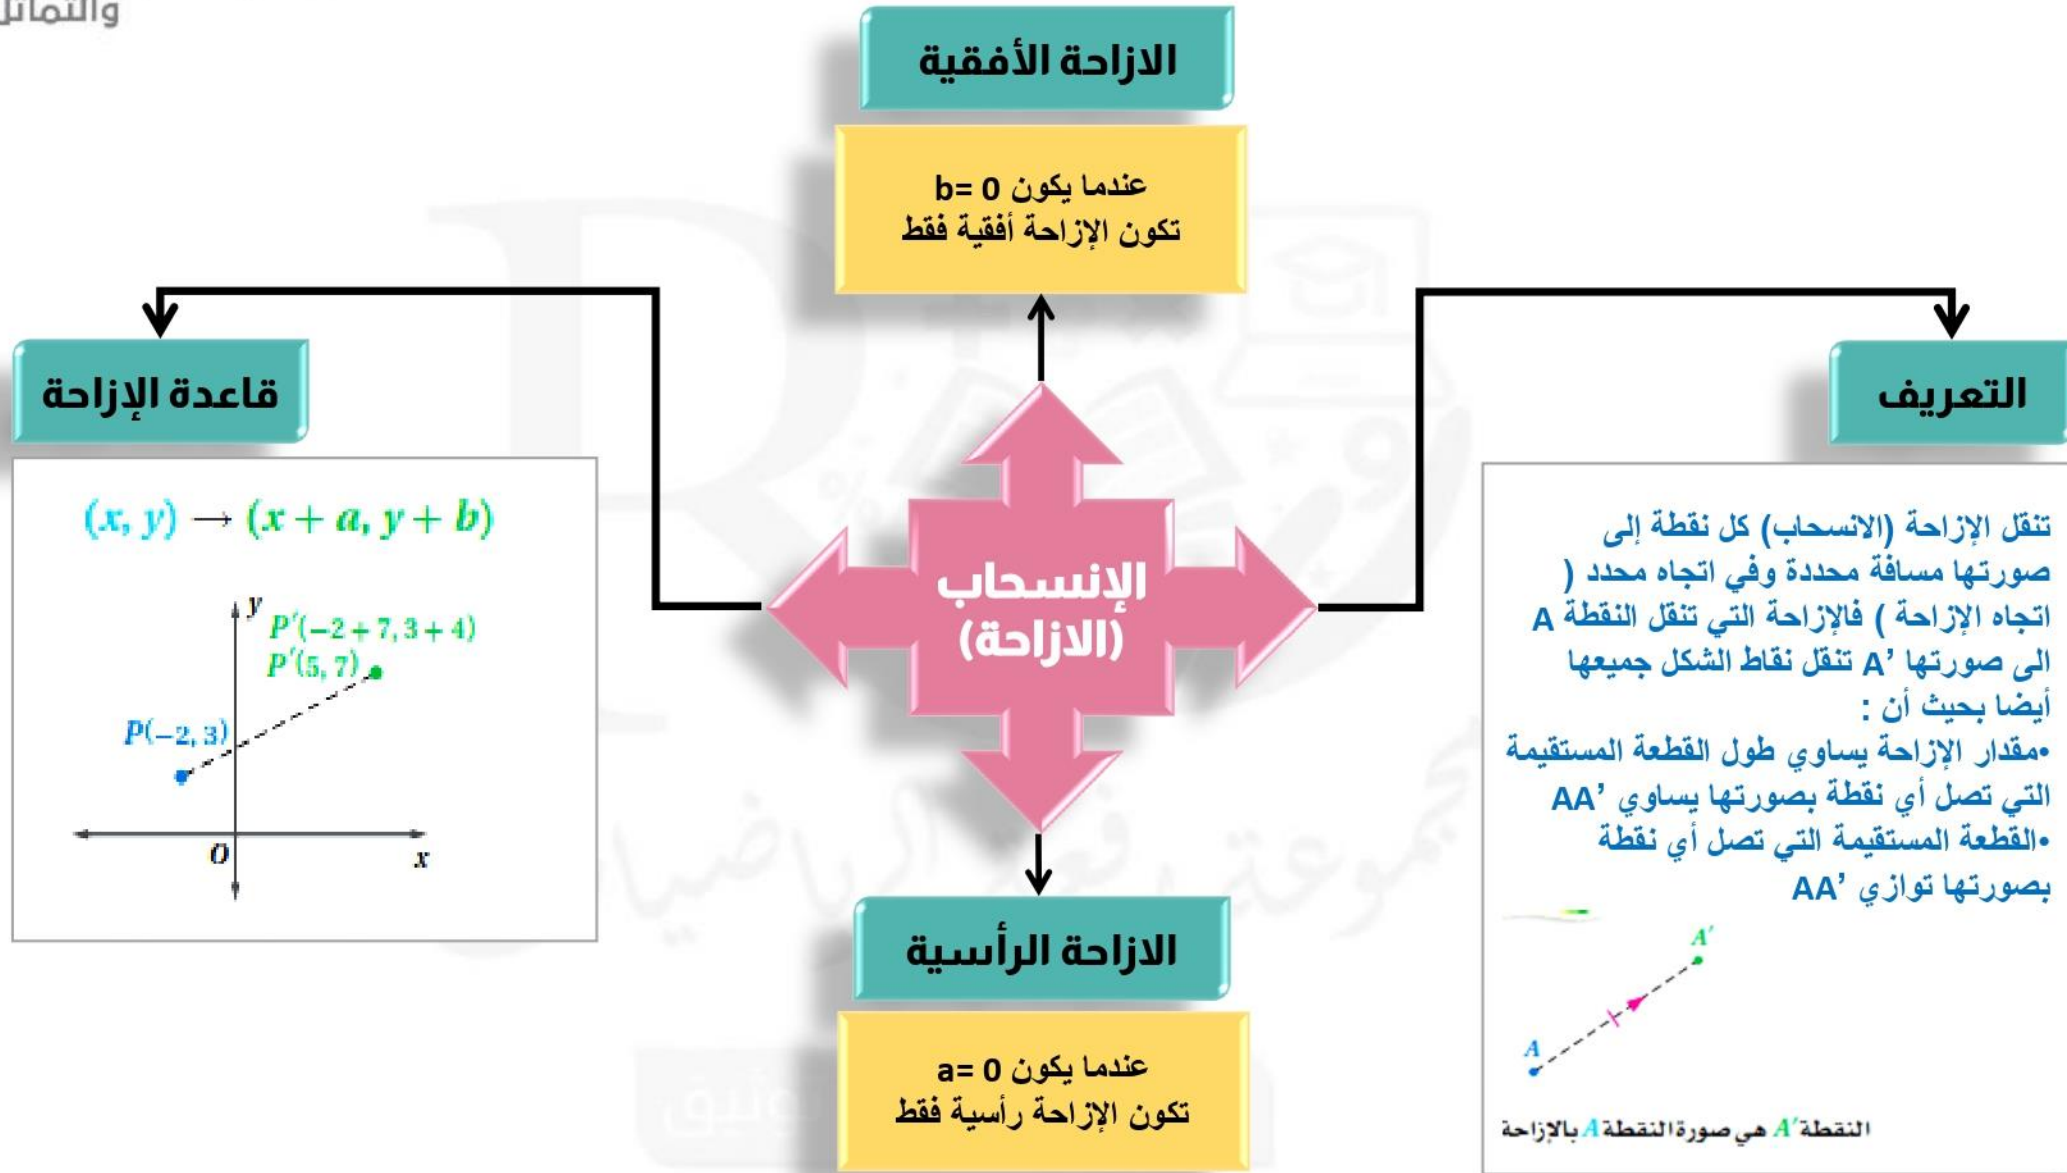 والتماثل
الازاحة الأفقية
عندما يكون b= 0
تكون الإزاحة أفقية فقط
التعريف
تنقل الإزاحة (الانسحاب) كل نقطة إلى
صورتها مسافة محددة وفي اتجاه محدد (
اتجاه الإزاحة ) فالإزاحة التي تنقل النقطة A
الى صورتها A’ تنقل نقاط الشكل جميعها
أيضا بحيث أن :
•مقدار الإزاحة يساوي طول القطعة المستقيمة
التي تصل أي نقطة بصورتها يساوي AA’
•القطعة المستقيمة التي تصل أي نقطة
بصورتها توازي AA’
A'
A
النقطة A' هي صورة النقطة A بالإزاحة
الإنسحاب
(الازاحة)
قاعدة الإزاحة
(x, y) → (x + a, y + b)
y
P'(−2 + 7, 3 + 4)
P'(5, 7)
P(−2, 3)
O
x
الازاحة الرأسية
عندما يكون a= 0
تكون الإزاحة رأسية فقط
مجموعة رفعة الرياضيات